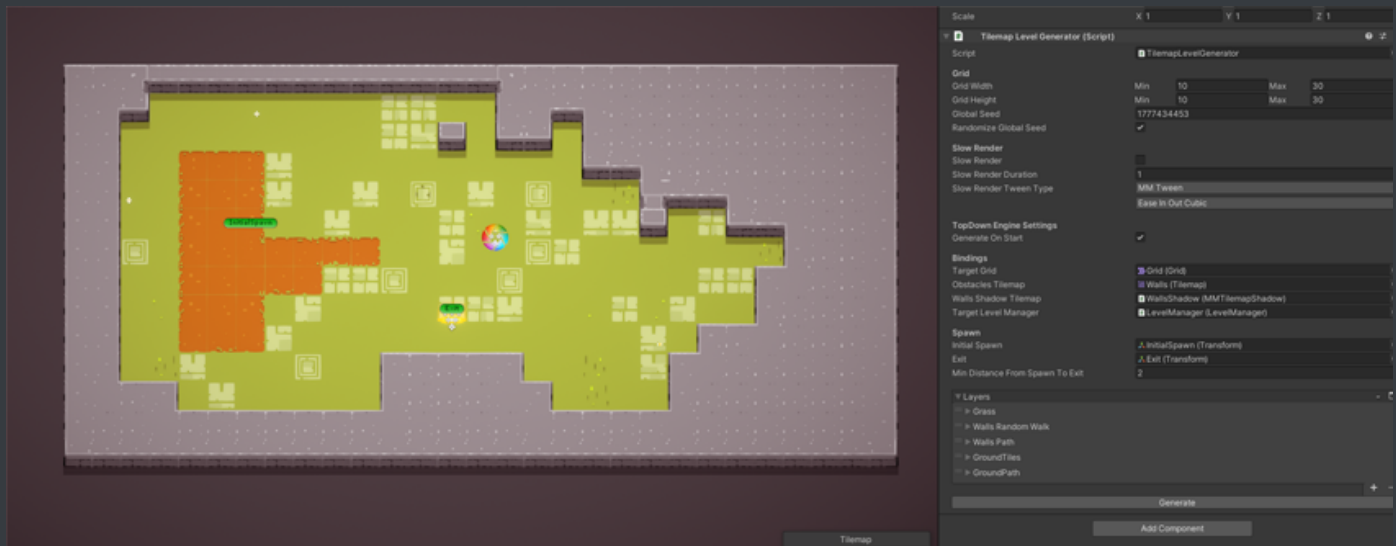 Scale X 1 Y 1 Z 1
Tilemap Level Generator (Script)
Script TilemapLevelGenerator
Grid
Grid Width Min 10 Max 30
Grid Height Min 10 Max 30
Global Seed 1777434453
Randomize Global Seed
Slow Render
Slow Render
Slow Render Duration 1
Slow Render Tween Type MM Tween
Ease In Out Cubic
TopDown Engine Settings
Generate On Start
Bindings
Target Grid Grid (Grid)
Obstacles Tilemap Walls (Tilemap)
Walls Shadow Tilemap WallsShadow (MMTilemapShadow)
Target Level Manager LevelManager (LevelManager)
Spawn
Initial Spawn InitialSpawn (Transform)
Exit Exit (Transform)
Min Distance From Spawn To Exit 2
Layers
Grass
Walls Random Walk
Walls Path
GroundTiles
GroundPath
Generate
Add Component
InitialSpawn
Exit
Tilemap